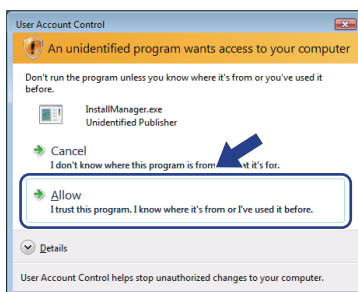 User Account Control
An unidentified program wants access to your computer
Don't run the program unless you know where it's from or you've used it
before.
InstallManager.exe
Unidentified Publisher
Cancel
I don't know where this program is from at it's for.
Allow
I trust this program. I know where it's from or I've used it before.
Details
User Account Control helps stop unauthorized changes to your computer.